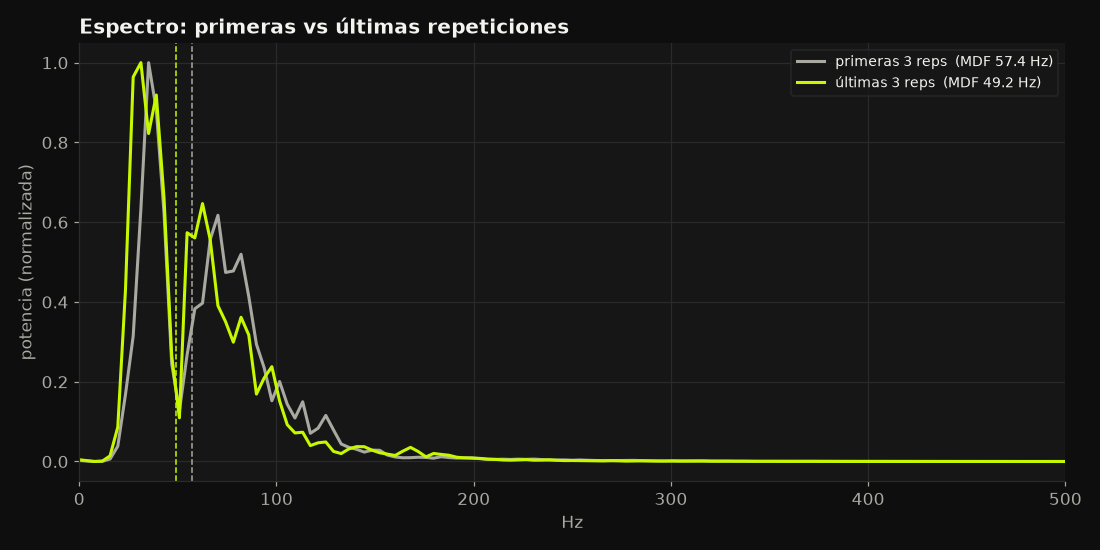 Espectro: primeras vs últimas repeticiones
primeras 3 reps  (MDF 57.4 Hz)
últimas 3 reps  (MDF 49.2 Hz)
potencia (normalizada)
1.0
0.8
0.6
0.4
0.2
0.0
0 100 200 300 400 500
Hz